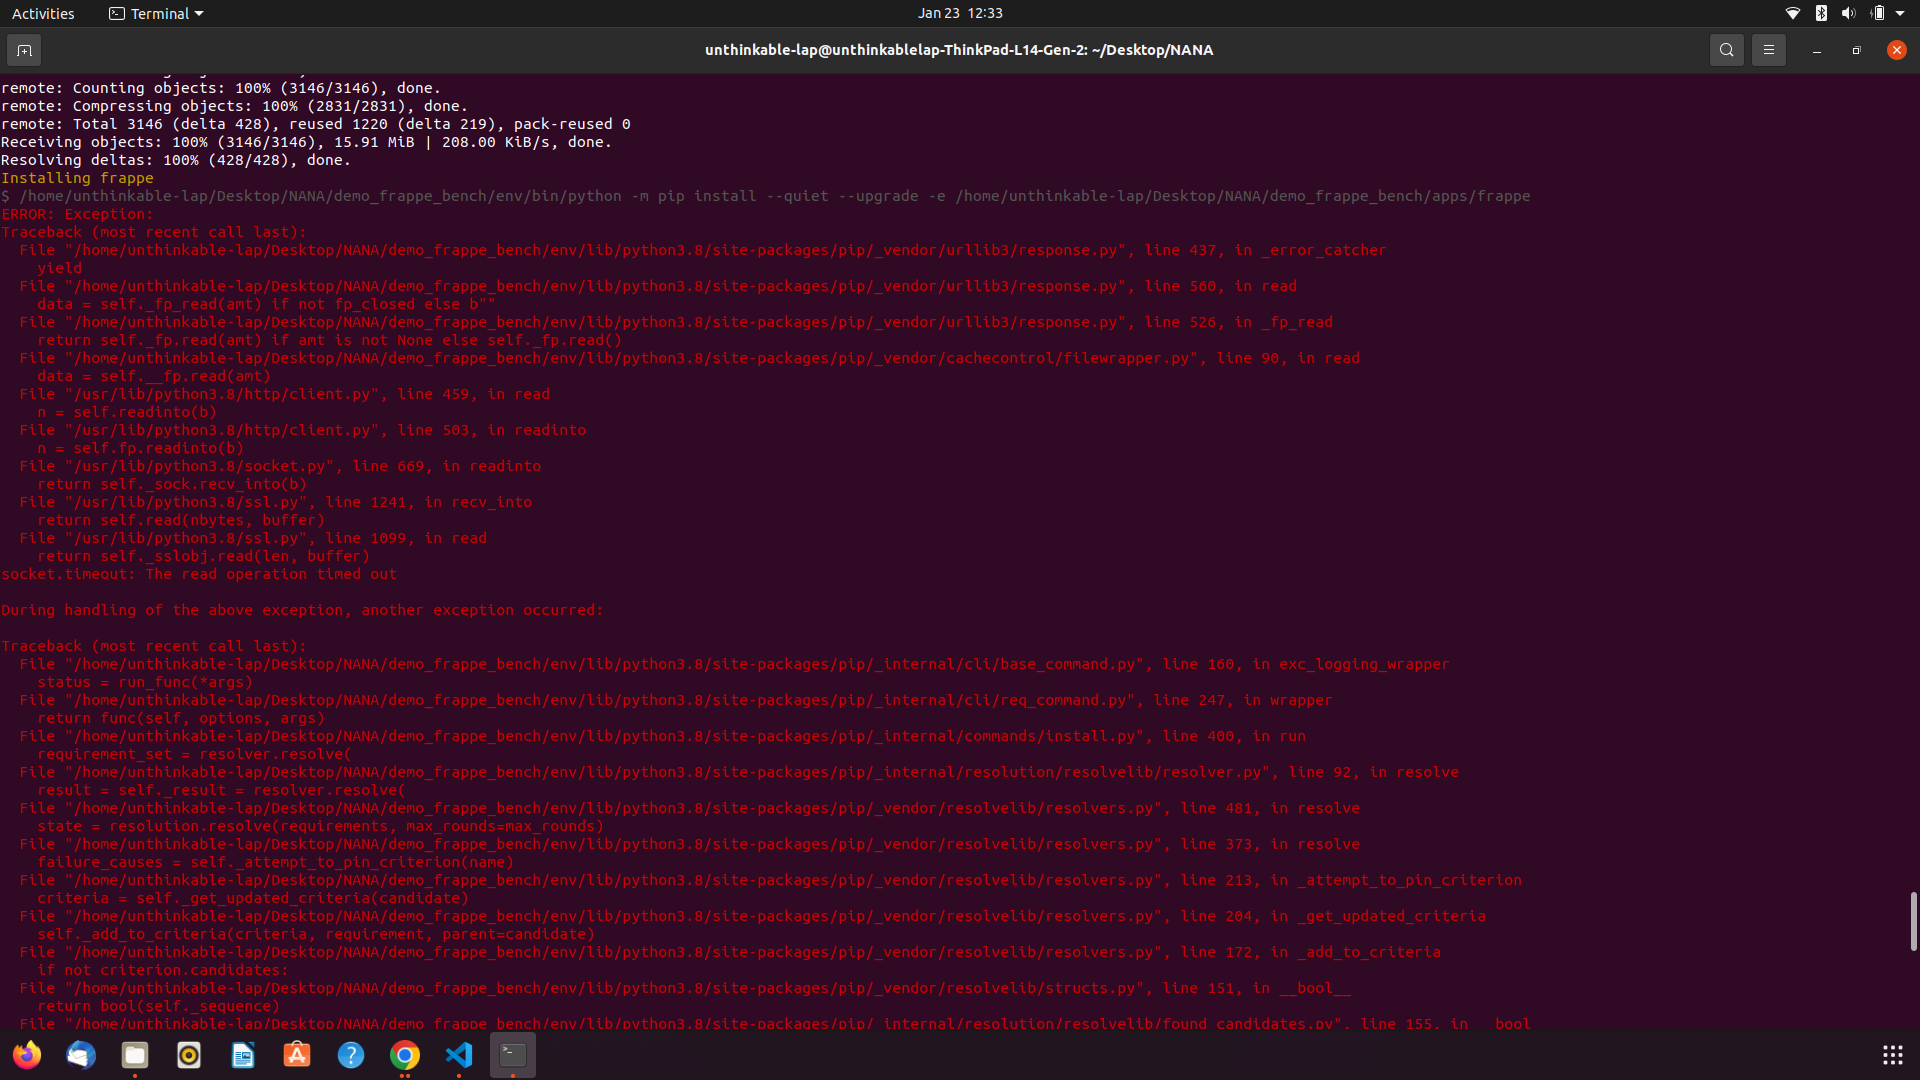 Activities
Terminal
Jan 23 12:33
unthinkable-lap@unthinkablelap-ThinkPad-L14-Gen-2: ~/Desktop/NANA
remote: Counting objects: 100% (3146/3146), done.
remote: Compressing objects: 100% (2831/2831), done.
remote: Total 3146 (delta 428), reused 1220 (delta 219), pack-reused 0
Receiving objects: 100% (3146/3146), 15.91 MiB | 208.00 KiB/s, done.
Resolving deltas: 100% (428/428), done.
Installing frappe
$ /home/unthinkable-lap/Desktop/NANA/demo_frappe_bench/env/bin/python -m pip install --quiet --upgrade -e /home/unthinkable-lap/Desktop/NANA/demo_frappe_bench/apps/frappe
ERROR: Exception:
Traceback (most recent call last):
  File "/home/unthinkable-lap/Desktop/NANA/demo_frappe_bench/env/lib/python3.8/site-packages/pip/_vendor/urllib3/response.py", line 437, in _error_catcher
    yield
  File "/home/unthinkable-lap/Desktop/NANA/demo_frappe_bench/env/lib/python3.8/site-packages/pip/_vendor/urllib3/response.py", line 560, in read
    data = self._fp_read(amt) if not fp_closed else b""
  File "/home/unthinkable-lap/Desktop/NANA/demo_frappe_bench/env/lib/python3.8/site-packages/pip/_vendor/urllib3/response.py", line 526, in _fp_read
    return self._fp.read(amt) if amt is not None else self._fp.read()
  File "/home/unthinkable-lap/Desktop/NANA/demo_frappe_bench/env/lib/python3.8/site-packages/pip/_vendor/cachecontrol/filewrapper.py", line 90, in read
    data = self.__fp.read(amt)
  File "/usr/lib/python3.8/http/client.py", line 459, in read
    n = self.readinto(b)
  File "/usr/lib/python3.8/http/client.py", line 503, in readinto
    n = self.fp.readinto(b)
  File "/usr/lib/python3.8/socket.py", line 669, in readinto
    return self._sock.recv_into(b)
  File "/usr/lib/python3.8/ssl.py", line 1241, in recv_into
    return self.read(nbytes, buffer)
  File "/usr/lib/python3.8/ssl.py", line 1099, in read
    return self._sslobj.read(len, buffer)
socket.timeout: The read operation timed out

During handling of the above exception, another exception occurred:

Traceback (most recent call last):
  File "/home/unthinkable-lap/Desktop/NANA/demo_frappe_bench/env/lib/python3.8/site-packages/pip/_internal/cli/base_command.py", line 160, in exc_logging_wrapper
    status = run_func(*args)
  File "/home/unthinkable-lap/Desktop/NANA/demo_frappe_bench/env/lib/python3.8/site-packages/pip/_internal/cli/req_command.py", line 247, in wrapper
    return func(self, options, args)
  File "/home/unthinkable-lap/Desktop/NANA/demo_frappe_bench/env/lib/python3.8/site-packages/pip/_internal/commands/install.py", line 400, in run
    requirement_set = resolver.resolve(
  File "/home/unthinkable-lap/Desktop/NANA/demo_frappe_bench/env/lib/python3.8/site-packages/pip/_internal/resolution/resolvelib/resolver.py", line 92, in resolve
    result = self._result = resolver.resolve(
  File "/home/unthinkable-lap/Desktop/NANA/demo_frappe_bench/env/lib/python3.8/site-packages/pip/_vendor/resolvelib/resolvers.py", line 481, in resolve
    state = resolution.resolve(requirements, max_rounds=max_rounds)
  File "/home/unthinkable-lap/Desktop/NANA/demo_frappe_bench/env/lib/python3.8/site-packages/pip/_vendor/resolvelib/resolvers.py", line 373, in resolve
    failure_causes = self._attempt_to_pin_criterion(name)
  File "/home/unthinkable-lap/Desktop/NANA/demo_frappe_bench/env/lib/python3.8/site-packages/pip/_vendor/resolvelib/resolvers.py", line 213, in _attempt_to_pin_criterion
    criteria = self._get_updated_criteria(candidate)
  File "/home/unthinkable-lap/Desktop/NANA/demo_frappe_bench/env/lib/python3.8/site-packages/pip/_vendor/resolvelib/resolvers.py", line 204, in _get_updated_criteria
    self._add_to_criteria(criteria, requirement, parent=candidate)
  File "/home/unthinkable-lap/Desktop/NANA/demo_frappe_bench/env/lib/python3.8/site-packages/pip/_vendor/resolvelib/resolvers.py", line 172, in _add_to_criteria
    if not criterion.candidates:
  File "/home/unthinkable-lap/Desktop/NANA/demo_frappe_bench/env/lib/python3.8/site-packages/pip/_vendor/resolvelib/structs.py", line 151, in __bool__
    return bool(self._sequence)
  File "/home/unthinkable-lap/Desktop/NANA/demo_frappe_bench/env/lib/python3.8/site-packages/pip/_internal/resolution/resolvelib/found_candidates.py", line 155, in __bool__